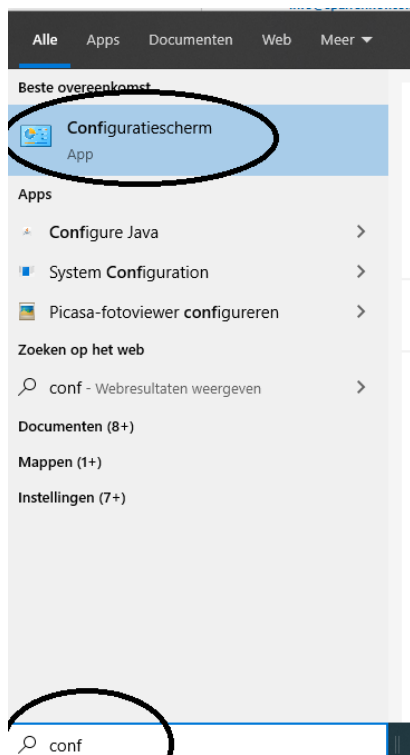 Alle Apps Documenten Web Meer
Beste overeenkomst
Configuratiescherm
App
Apps
Configure Java
System Configuration
Picasa-fotoviewer configureren
Zoeken op het web
conf - Webresultaten weergeven
Documenten (8+)
Mappen (1+)
Instellingen (7+)
conf